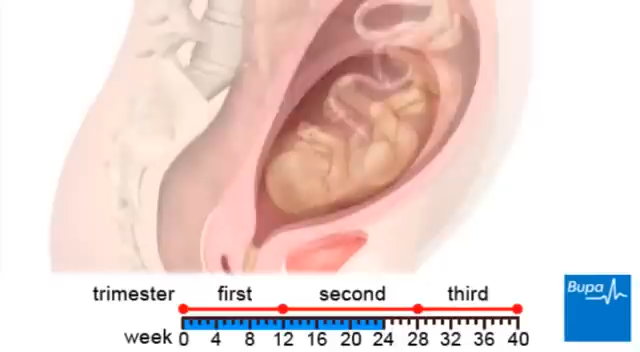 trimester first second third
week 0 4 8 12 16 20 24 28 32 36 40
Bupa